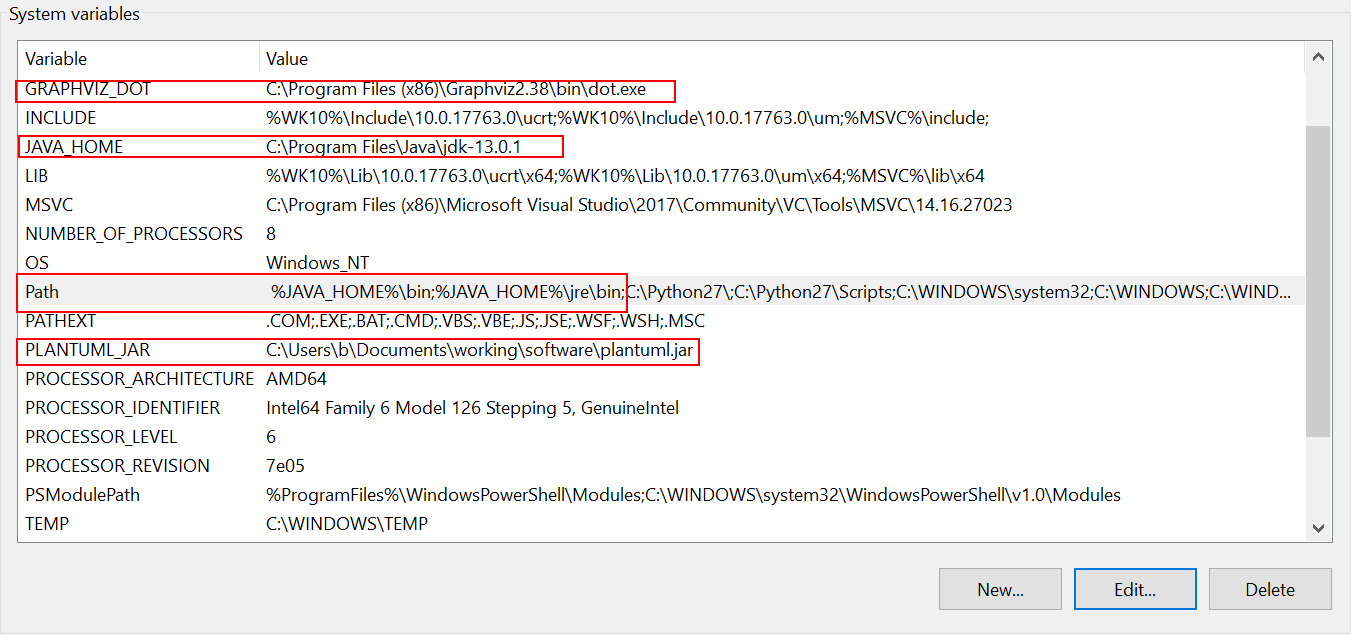 System variables
Variable Value
GRAPHVIZ_DOT C:\Program Files (x86)\Graphviz2.38\bin\dot.exe
INCLUDE %WK10%\Include\10.0.17763.0\ucrt;%WK10%\Include\10.0.17763.0\um;%MSVC%\include;
JAVA_HOME C:\Program Files\Java\jdk-13.0.1
LIB %WK10%\Lib\10.0.17763.0\ucrt\x64;%WK10%\Lib\10.0.17763.0\um\x64;%MSVC%\lib\x64
MSVC C:\Program Files (x86)\Microsoft Visual Studio\2017\Community\VC\Tools\MSVC\14.16.27023
NUMBER_OF_PROCESSORS 8
OS Windows_NT
Path %JAVA_HOME%\bin;%JAVA_HOME%\jre\bin;C:\Python27\;C:\Python27\Scripts;C:\WINDOWS\system32;C:\WINDOWS;C:\WIND...
PATHEXT .COM;.EXE;.BAT;.CMD;.VBS;.VBE;.JS;.JSE;.WSF;.WSH;.MSC
PLANTUML_JAR C:\Users\b\Documents\working\software\plantuml.jar
PROCESSOR_ARCHITECTURE AMD64
PROCESSOR_IDENTIFIER Intel64 Family 6 Model 126 Stepping 5, GenuineIntel
PROCESSOR_LEVEL 6
PROCESSOR_REVISION 7e05
PSModulePath %ProgramFiles%\WindowsPowerShell\Modules;C:\WINDOWS\system32\WindowsPowerShell\v1.0\Modules
TEMP C:\WINDOWS\TEMP
New... Edit... Delete